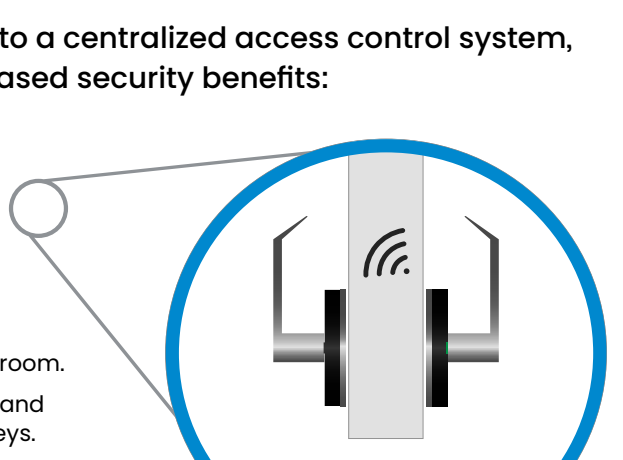 to a centralized access control system,
ased security benefits:
room.
and
eys.